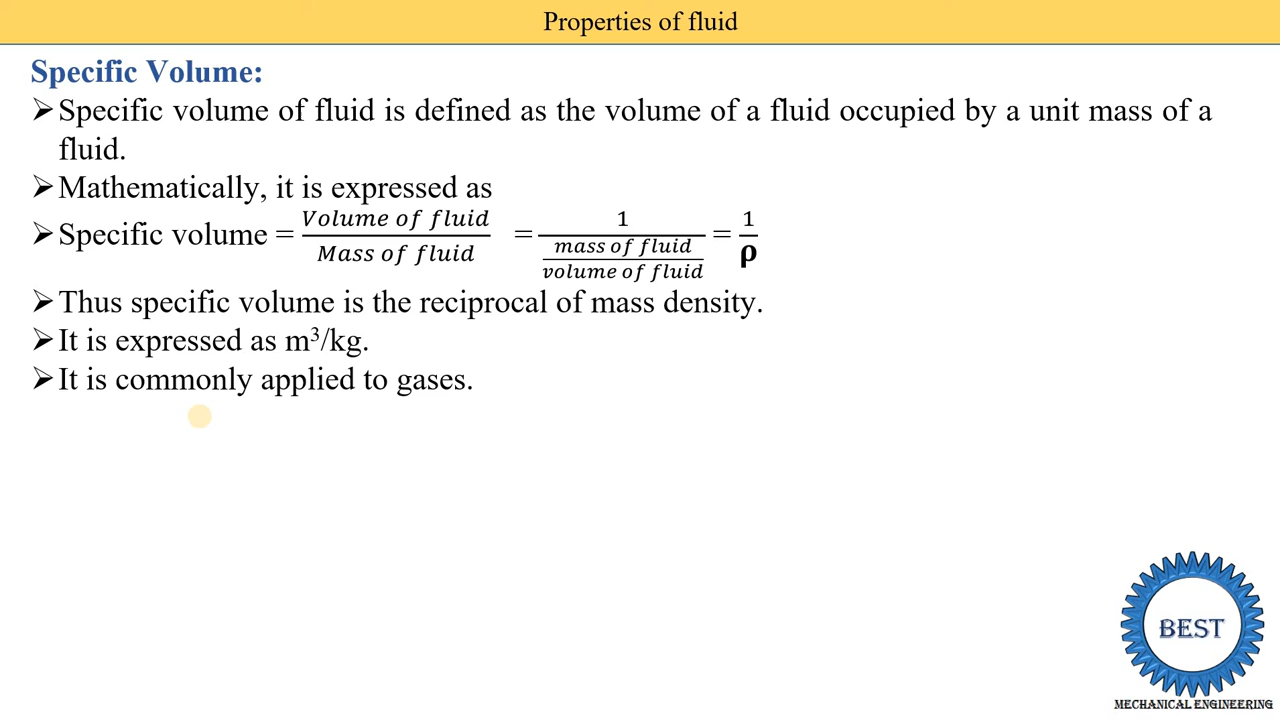 Properties of fluid
Specific Volume:
➢Specific volume of fluid is defined as the volume of a fluid occupied by a unit mass of a
fluid.
➢Mathematically, it is expressed as
➢Specific volume = Volume of fluid / Mass of fluid = 1 / (mass of fluid / volume of fluid) = 1 / ρ
➢Thus specific volume is the reciprocal of mass density.
➢It is expressed as m³/kg.
➢It is commonly applied to gases.
BEST
MECHANICAL ENGINEERING